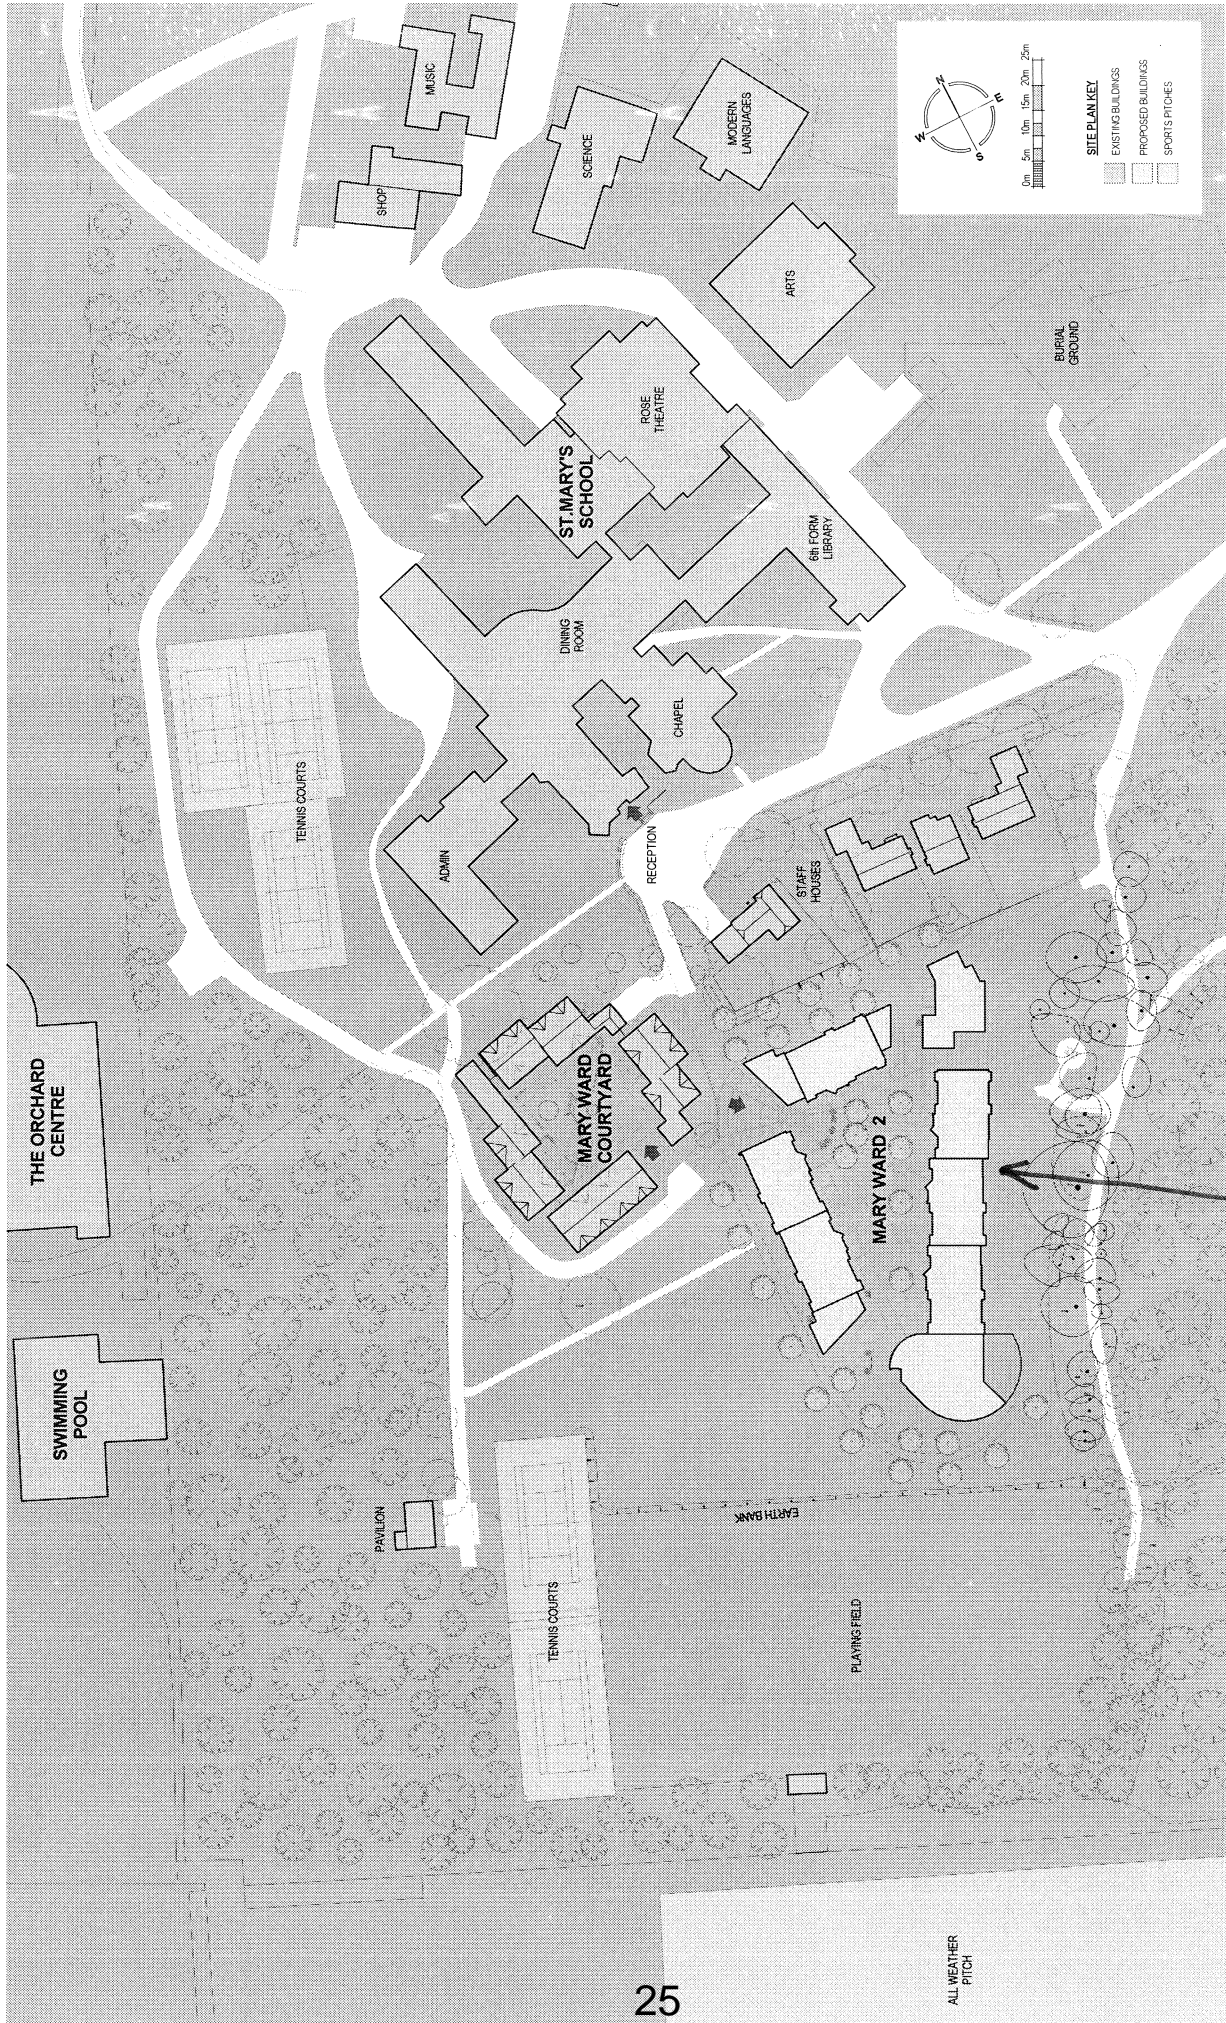 MUSIC
SHOP
SCIENCE
MODERN
LANGUAGES
ARTS
N
E
S
W
0m 5m 10m 15m 20m 25m
SITE PLAN KEY
EXISTING BUILDINGS
PROPOSED BUILDINGS
SPORTS PITCHES
BURIAL
GROUND
ROSE
THEATRE
ST.MARY'S
SCHOOL
6th FORM
LIBRARY
DINING
ROOM
CHAPEL
TENNIS COURTS
ADMIN
RECEPTION
STAFF
HOUSES
THE ORCHARD
CENTRE
MARY WARD
COURTYARD
MARY WARD 2
SWIMMING
POOL
PAVILION
EARTH BANK
TENNIS COURTS
PLAYING FIELD
ALL WEATHER
PITCH
25